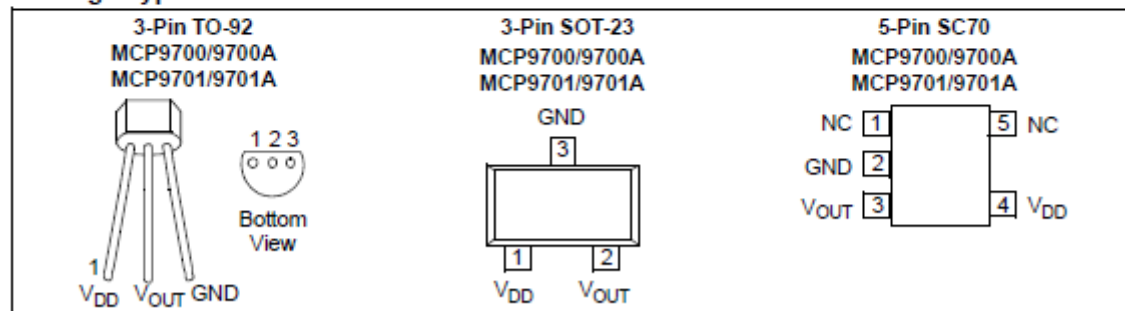 3-Pin TO-92
MCP9700/9700A
MCP9701/9701A
1 2 3
Bottom
View
1
VDD VOUT GND
3-Pin SOT-23
MCP9700/9700A
MCP9701/9701A
GND
3
1 2
VDD VOUT
5-Pin SC70
MCP9700/9700A
MCP9701/9701A
NC 1 5 NC
GND 2
VOUT 3 4 VDD